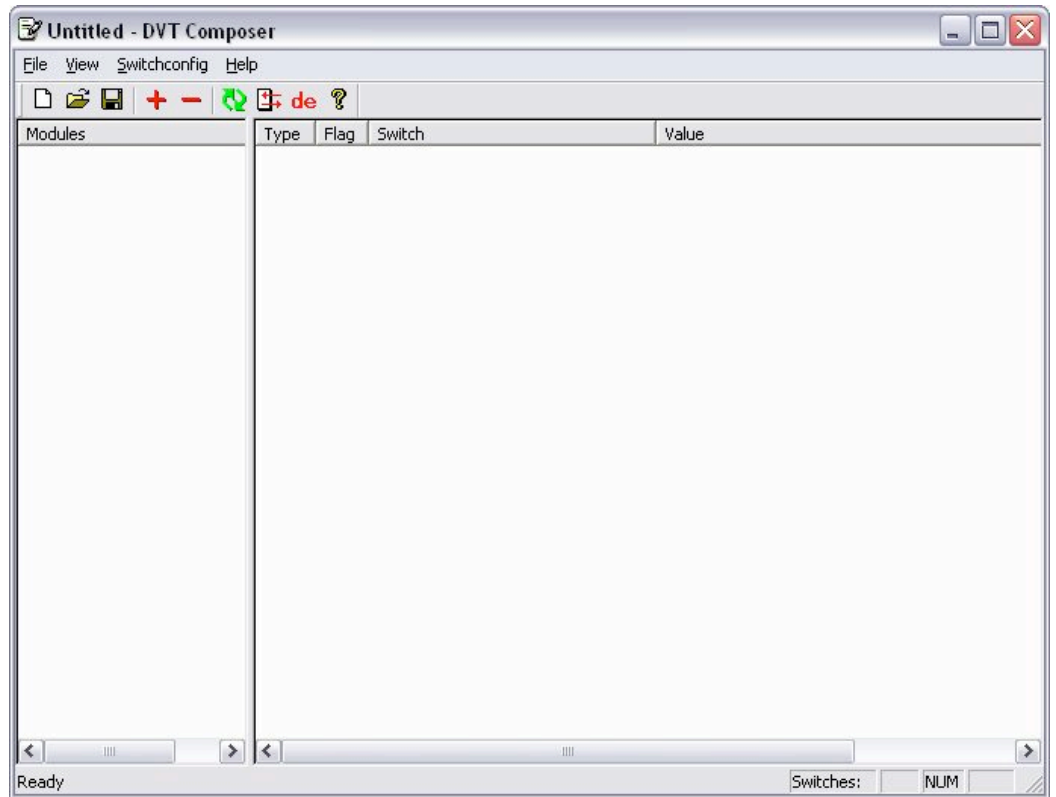 Untitled - DVT Composer
File View Switchconfig Help
de
Modules Type Flag Switch Value
Ready Switches: NUM